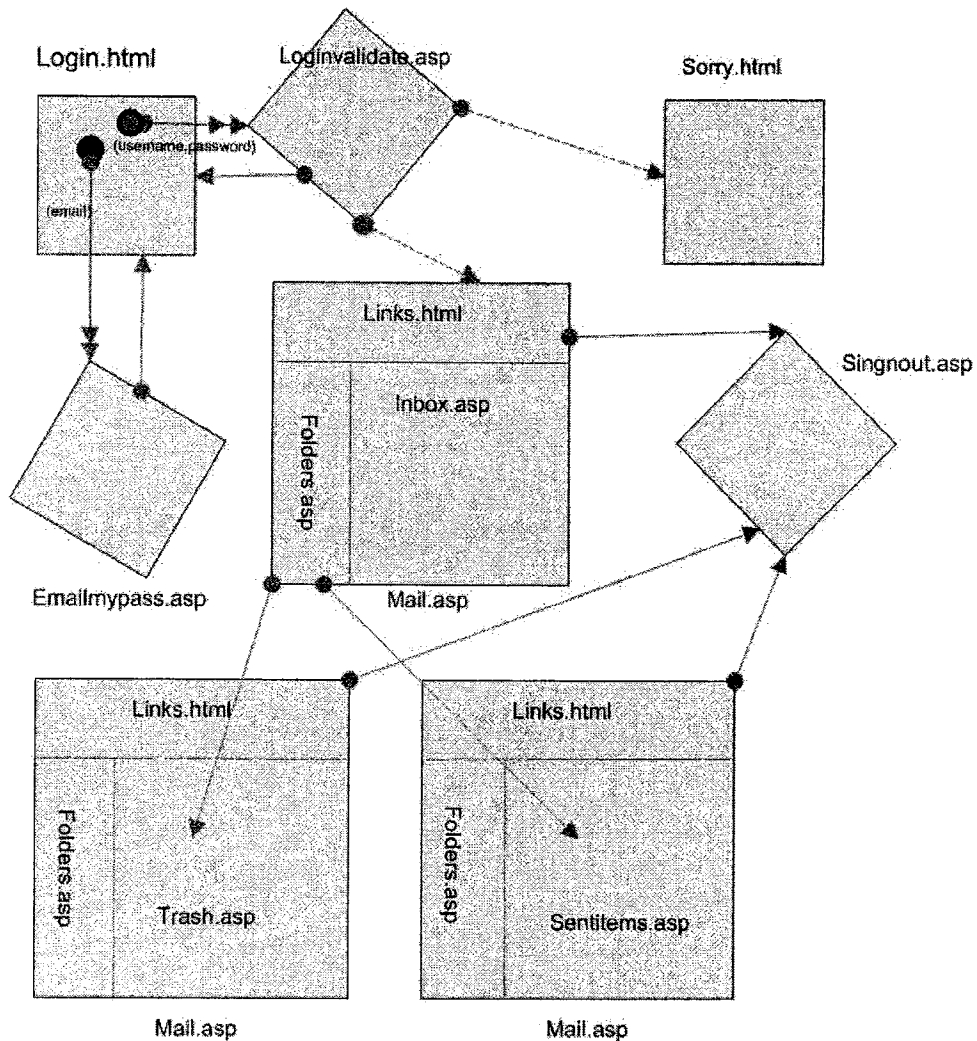 Login.html
Loginvalidate.asp
Sorry.html
(username,password)
(email)
Links.html
Singnout.asp
Inbox.asp
Folders.asp
Emailmypass.asp
Mail.asp
Links.html
Links.html
Folders.asp
Folders.asp
Trash.asp
Sentitems.asp
Mail.asp
Mail.asp